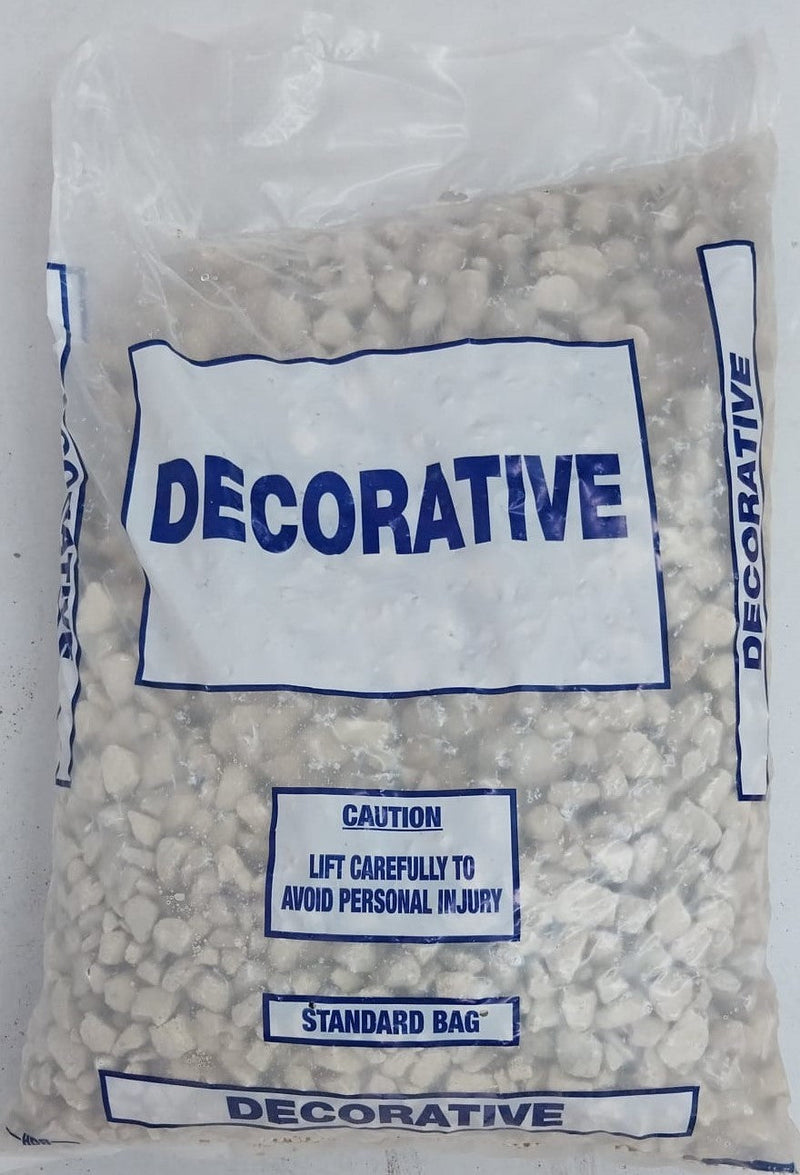 DECORATIVE
DECORATIVE
CAUTION
LIFT CAREFULLY TO
AVOID PERSONAL INJURY
STANDARD BAG
DECORATIVE